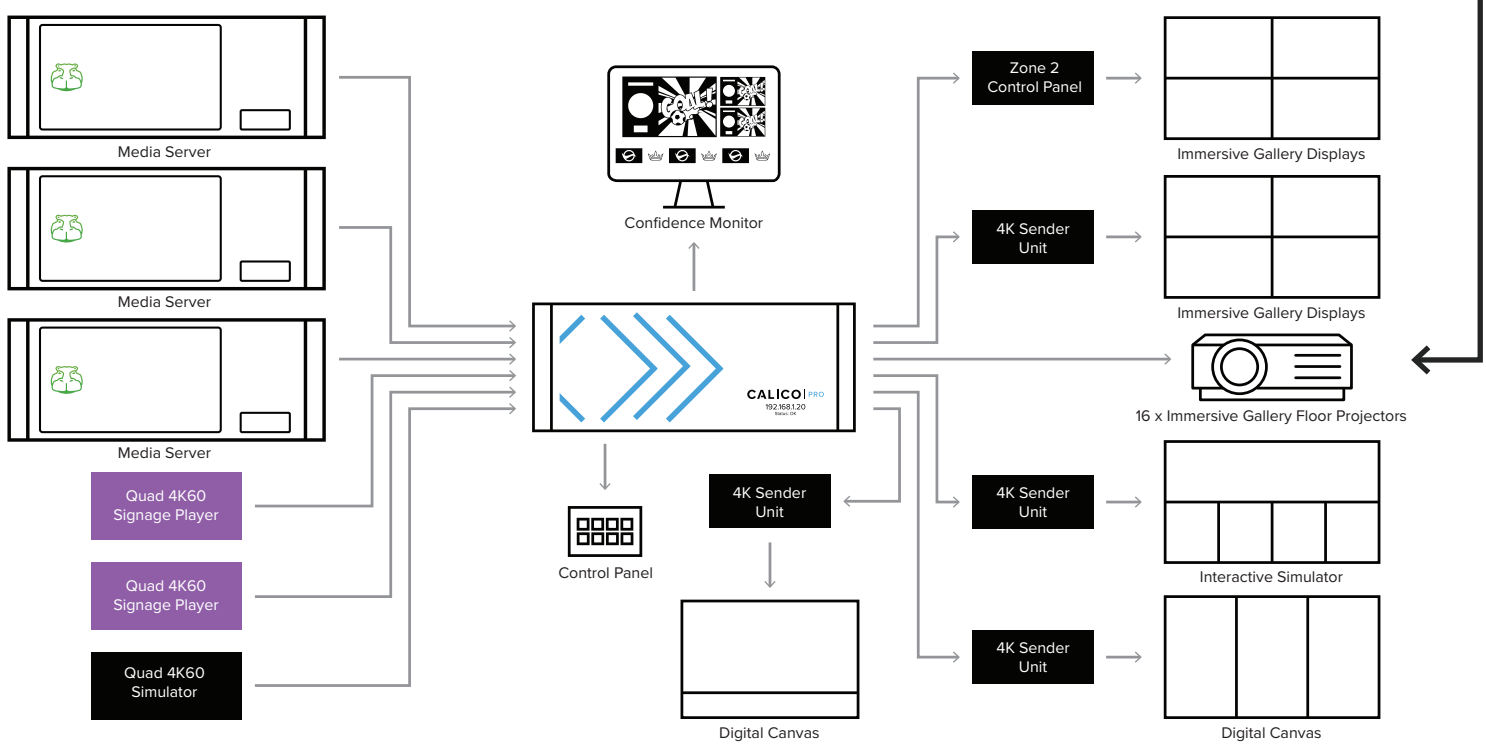 Media Server
Media Server
Media Server
Quad 4K60
Signage Player
Quad 4K60
Signage Player
Quad 4K60
Simulator
GOAL!
Confidence Monitor
CALICO PRO
192.168.1.20
Status: OK
Control Panel
4K Sender
Unit
Digital Canvas
Zone 2
Control Panel
Immersive Gallery Displays
4K Sender
Unit
Immersive Gallery Displays
16 x Immersive Gallery Floor Projectors
4K Sender
Unit
Interactive Simulator
4K Sender
Unit
Digital Canvas